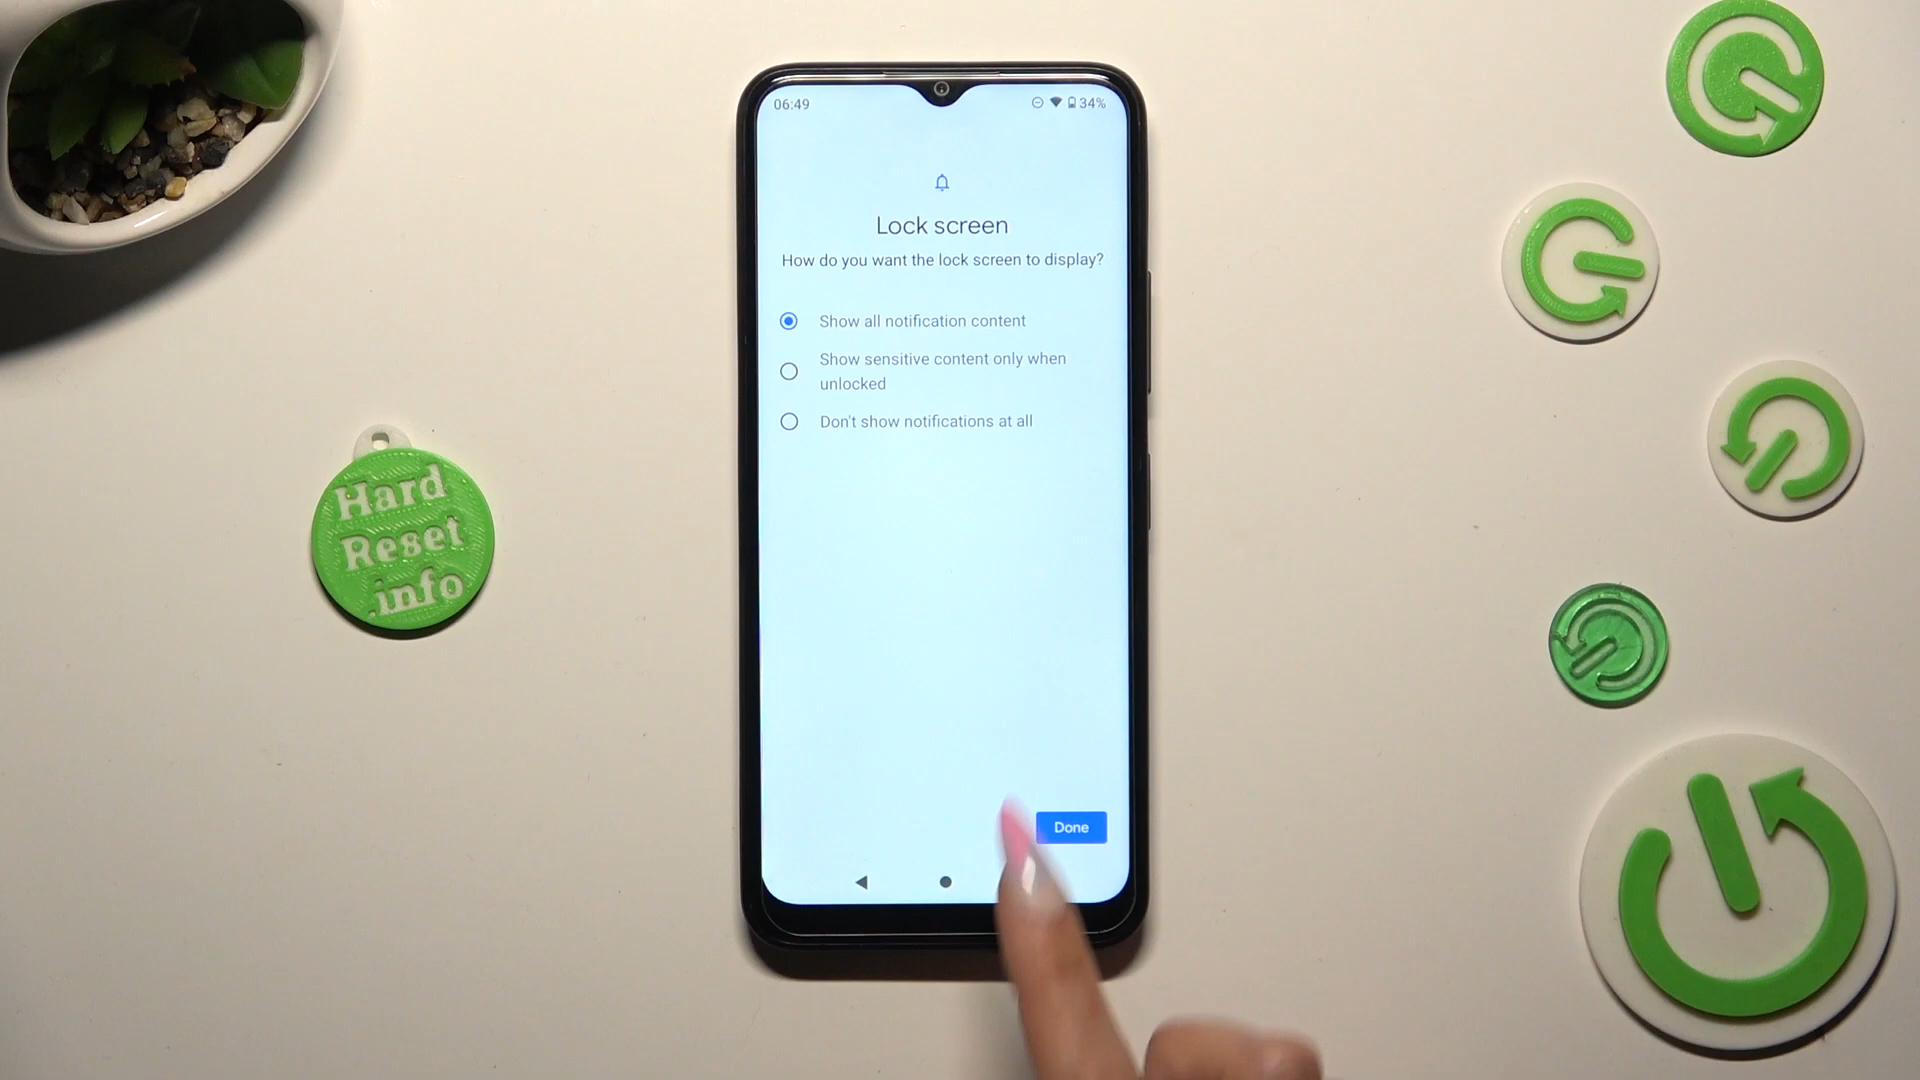 06:49
34%
Lock screen
How do you want the lock screen to display?
Show all notification content
Show sensitive content only when
unlocked
Don't show notifications at all
Done
Hard
Reset
.info